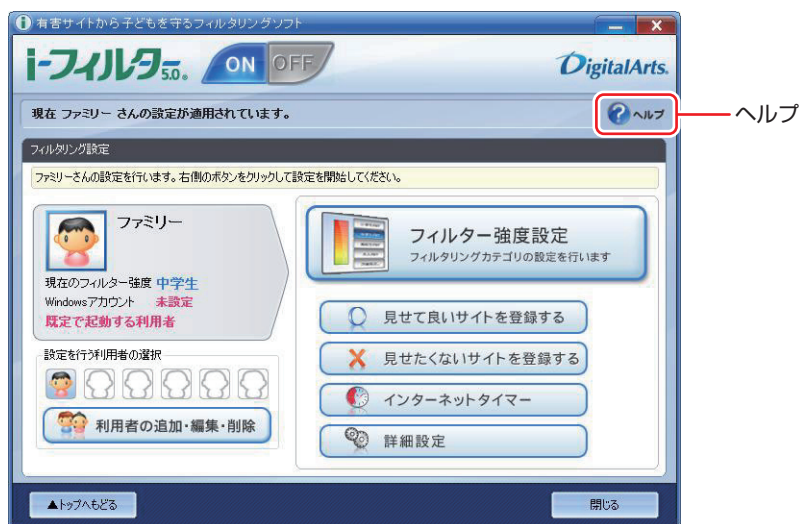 有害サイトから子どもを守るフィルタリングソフト
i-フィルター5.0.
ON OFF
DigitalArts.
現在 ファミリー さんの設定が適用されています。
ヘルプ
ヘルプ
フィルタリング設定
ファミリーさんの設定を行います。右側のボタンをクリックして設定を開始してください。
ファミリー
現在のフィルター強度 中学生
Windowsアカウント 未設定
既定で起動する利用者
設定を行う利用者の選択
利用者の追加・編集・削除
フィルター強度設定
フィルタリングカテゴリの設定を行います
見せて良いサイトを登録する
見せたくないサイトを登録する
インターネットタイマー
詳細設定
▲トップへもどる
閉じる